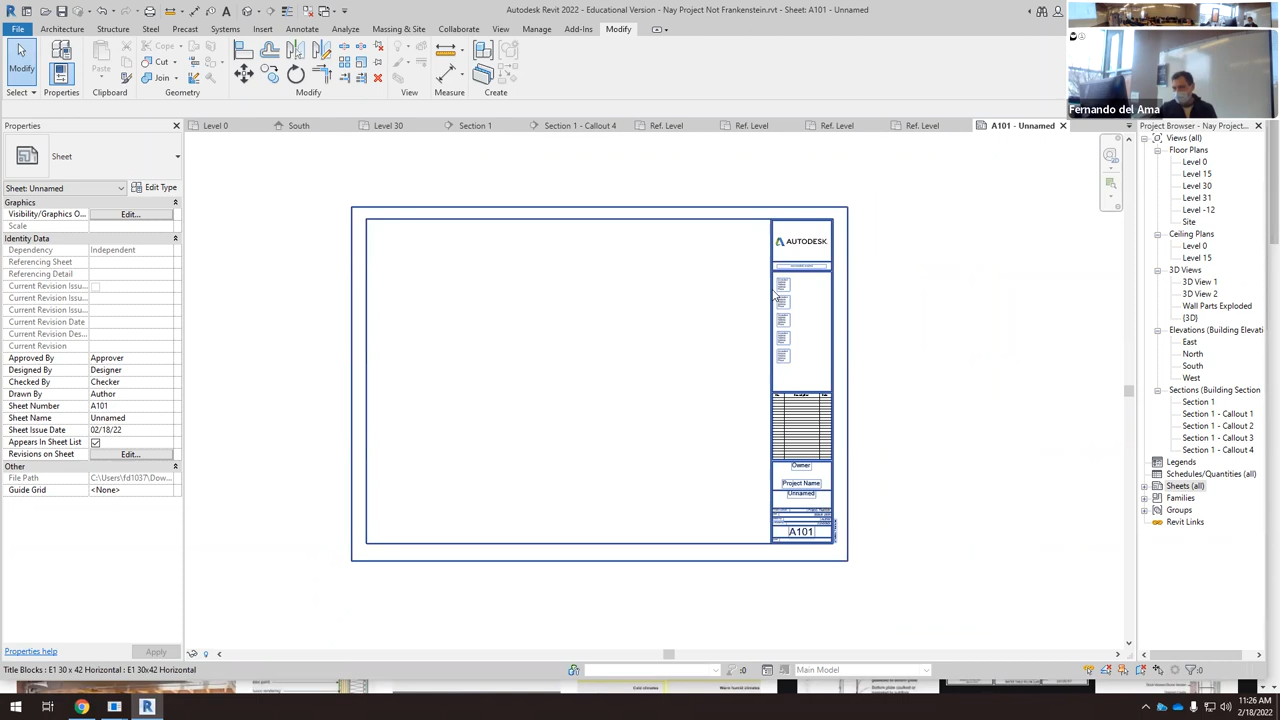 Autodesk Revit 2022 - Educational Version - Nay Project Not Frankenstein.rvt - Sheet: A101 - Unnamed
File Architecture Structure Steel Precast Systems Insert Annotate Analyze Massing & Site Collaborate View Manage Add-Ins Modify
Modify Properties Paste Cut Join
Select Properties Clipboard Geometry Modify View Measure Create
Fernando del Ama
Properties
Level 0 South Level 30 Section 1 Section 1 - Callout 4 Ref. Level Ref. Level Ref. Level Ref. Level A101 - Unnamed
Project Browser - Nay Project...
Sheet
Sheet: Unnamed Edit Type
Graphics
Visibility/Graphics O... Edit...
Scale
Identity Data
Dependency Independent
Referencing Sheet
Referencing Detail
Current Revision Issu...
Current Revision Issu...
Current Revision Issu...
Current Revision Date
Current Revision Des...
Current Revision
Approved By Approver
Designed By Designer
Checked By Checker
Drawn By Author
Sheet Number A101
Sheet Name Unnamed
Sheet Issue Date 02/18/22
Appears In Sheet List
Revisions on Sheet Edit...
Other
File Path C:\Users\fd1037\Dow...
Guide Grid <None>
Properties help Apply
AUTODESK
No. Description Date
Owner
Project Name
Unnamed
A101
Views (all)
Floor Plans
Level 0
Level 15
Level 30
Level 31
Level -12
Site
Ceiling Plans
Level 0
Level 15
3D Views
3D View 1
3D View 2
Wall Parts Exploded
{3D}
Elevations (Building Elevati
East
North
South
West
Sections (Building Section
Section 1
Section 1 - Callout 1
Section 1 - Callout 2
Section 1 - Callout 3
Section 1 - Callout 4
Legends
Schedules/Quantities (all)
Sheets (all)
Families
Groups
Revit Links
Title Blocks : E1 30 x 42 Horizontal : E1 30x42 Horizontal
:0 Main Model :0
11:26 AM
2/18/2022